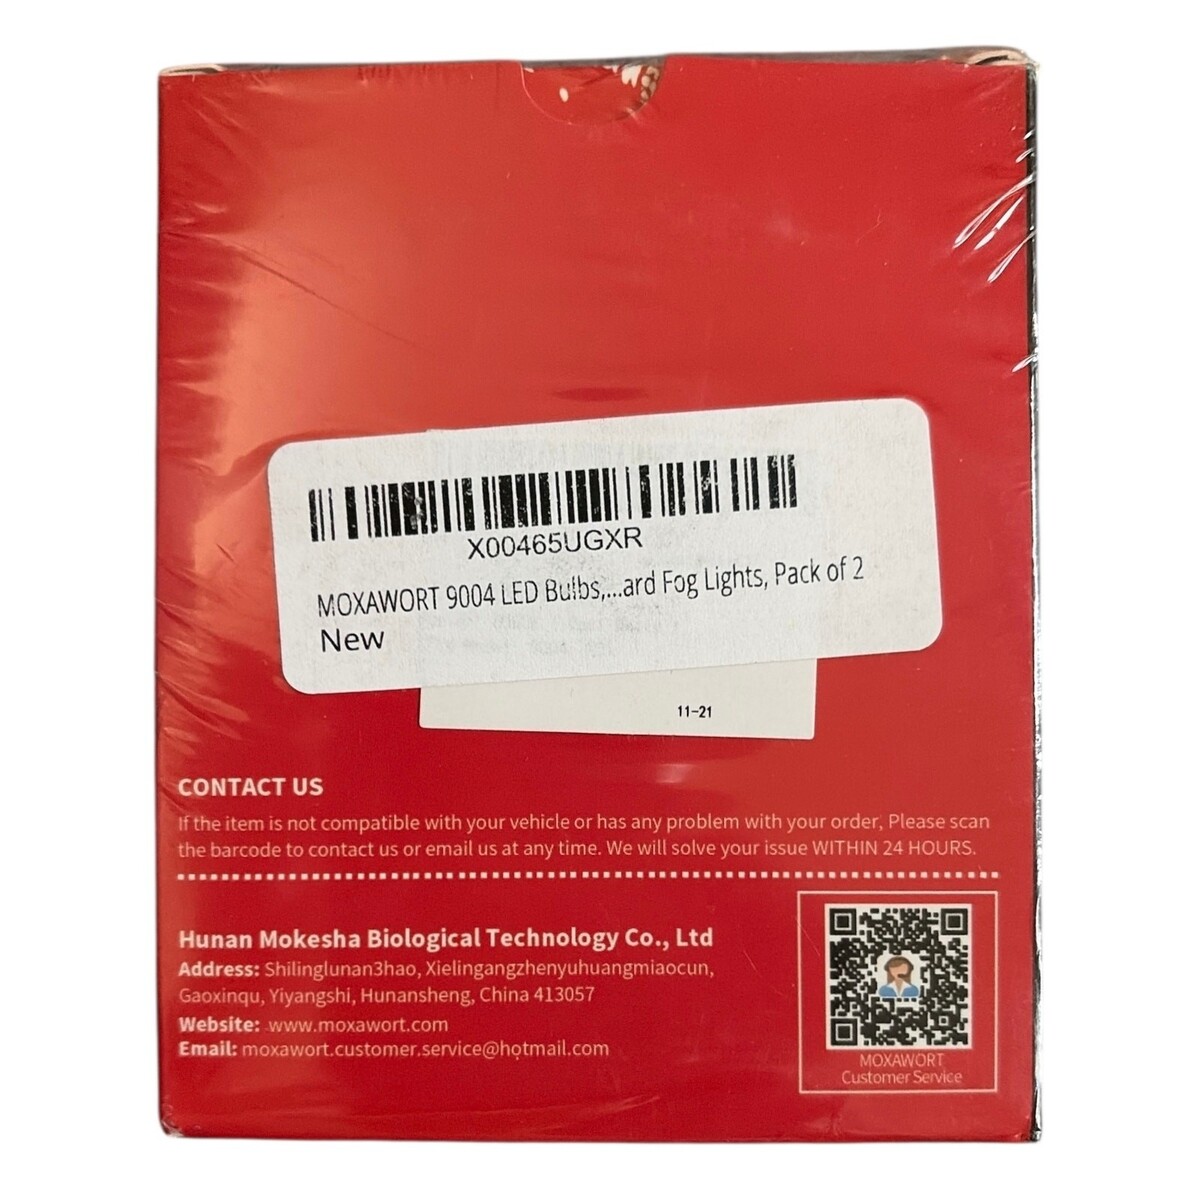 X00465UGXR
MOXAWORT 9004 LED Bulbs,...ard Fog Lights, Pack of 2
New
11-21
CONTACT US
If the item is not compatible with your vehicle or has any problem with your order, Please scan
the barcode to contact us or email us at any time. We will solve your issue WITHIN 24 HOURS.
Hunan Mokesha Biological Technology Co., Ltd
Address: Shilinglunan3hao, Xielingangzhenyuhuangmiaocun,
Gaoxinqu, Yiyangshi, Hunansheng, China 413057
Website: www.moxawort.com
Email: moxawort.customer.service@hotmail.com
MOXAWORT
Customer Service